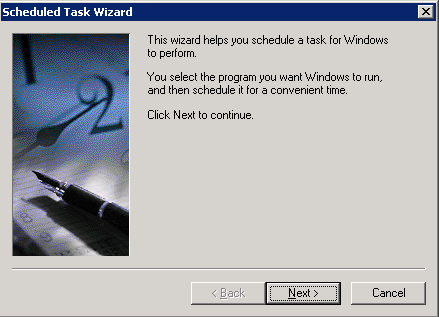 Scheduled Task Wizard
This wizard helps you schedule a task for Windows
to perform.
You select the program you want Windows to run,
and then schedule it for a convenient time.
Click Next to continue.
2
< Back
Next >
Cancel